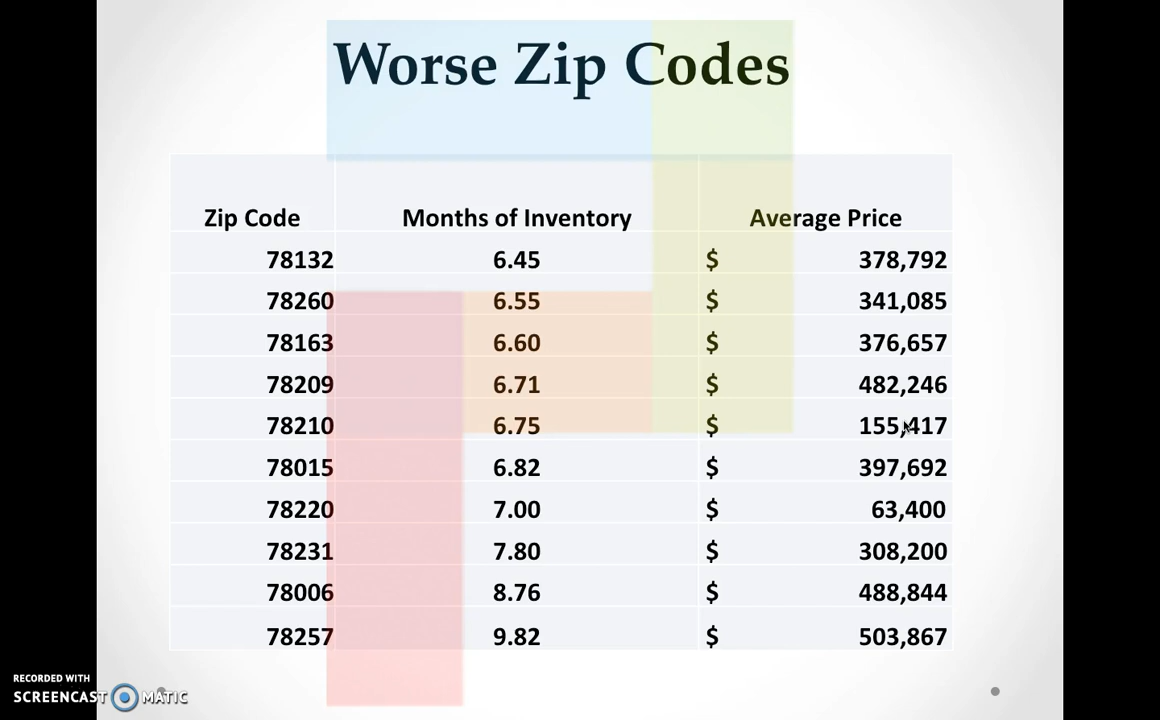 Worse Zip Codes
Zip Code Months of Inventory Average Price
78132 6.45 $ 378,792
78260 6.55 $ 341,085
78163 6.60 $ 376,657
78209 6.71 $ 482,246
78210 6.75 $ 155,417
78015 6.82 $ 397,692
78220 7.00 $ 63,400
78231 7.80 $ 308,200
78006 8.76 $ 488,844
78257 9.82 $ 503,867
RECORDED WITH
SCREENCAST MATIC